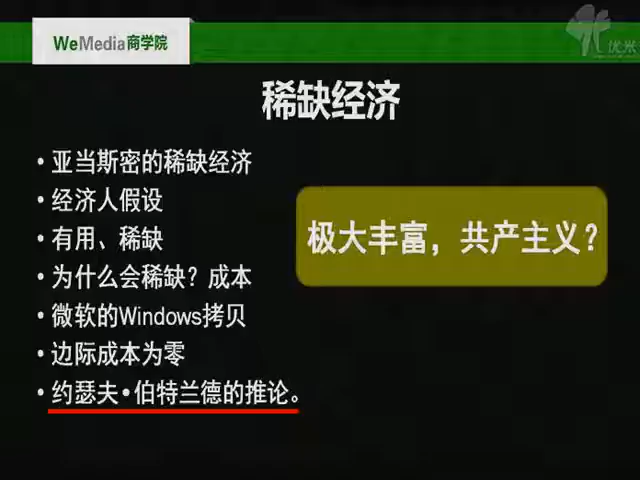 WeMedia商学院
优米
稀缺经济
• 亚当斯密的稀缺经济
• 经济人假设
• 有用、稀缺
• 为什么会稀缺？成本
• 微软的Windows拷贝
• 边际成本为零
• 约瑟夫•伯特兰德的推论。
极大丰富，共产主义？